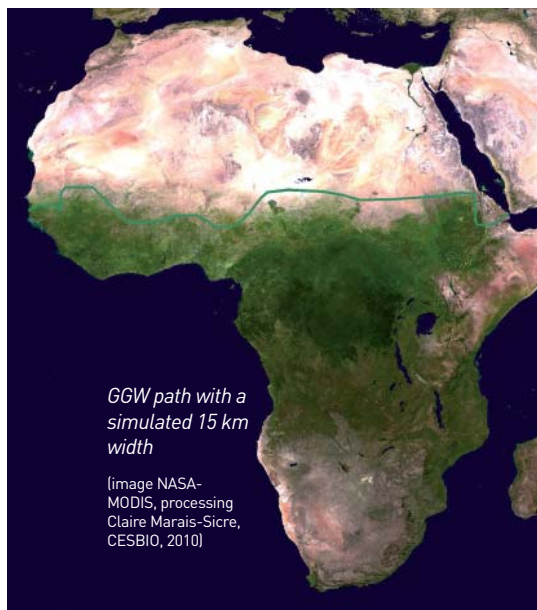 GGW path with a
simulated 15 km
width
(image NASA-
MODIS, processing
Claire Marais-Sicre,
CESBIO, 2010)